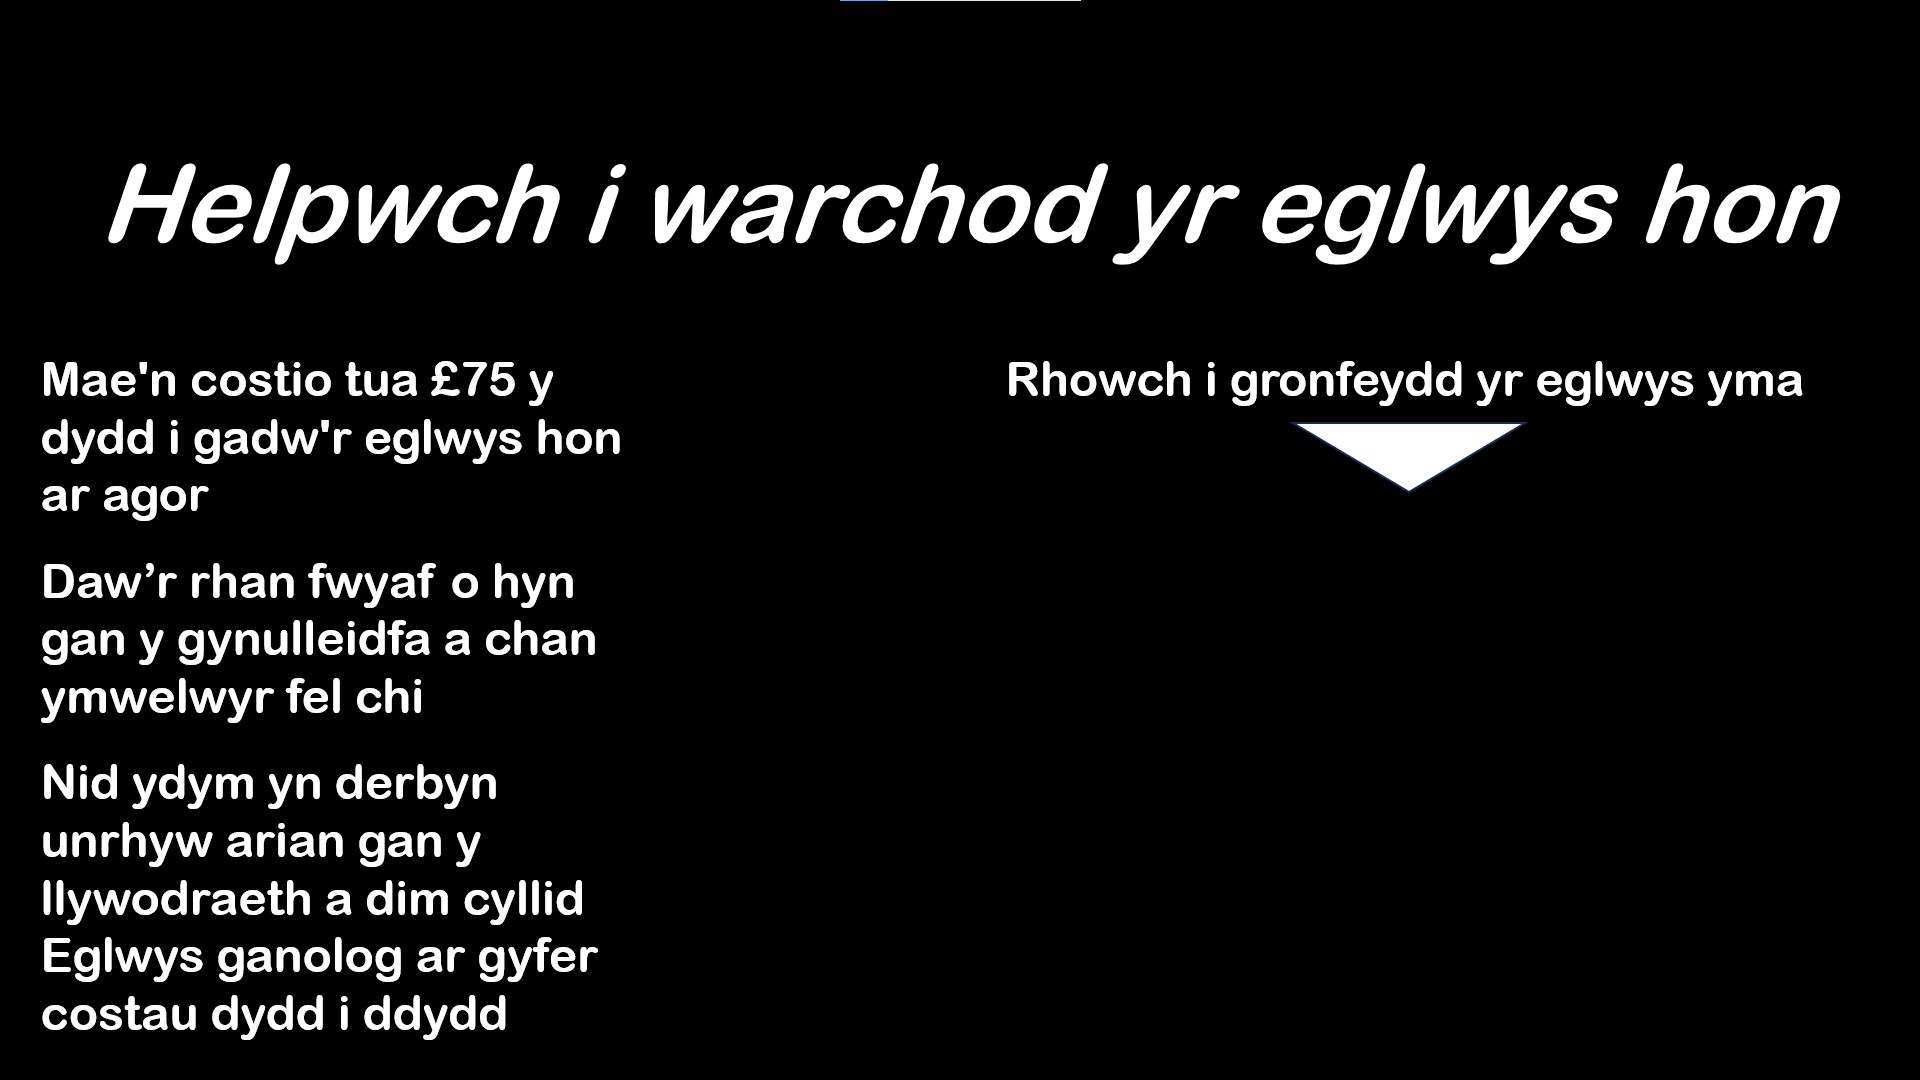 Helpwch i warchod yr eglwys hon
Mae'n costio tua £75 y
dydd i gadw'r eglwys hon
ar agor
Daw’r rhan fwyaf o hyn
gan y gynulleidfa a chan
ymwelwyr fel chi
Nid ydym yn derbyn
unrhyw arian gan y
llywodraeth a dim cyllid
Eglwys ganolog ar gyfer
costau dydd i ddydd
Rhowch i gronfeydd yr eglwys yma